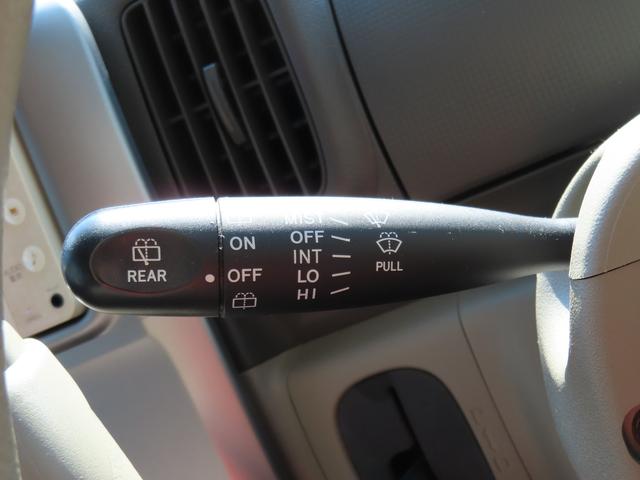 REAR
ON
OFF
MIST
OFF
INT
LO
HI
PULL